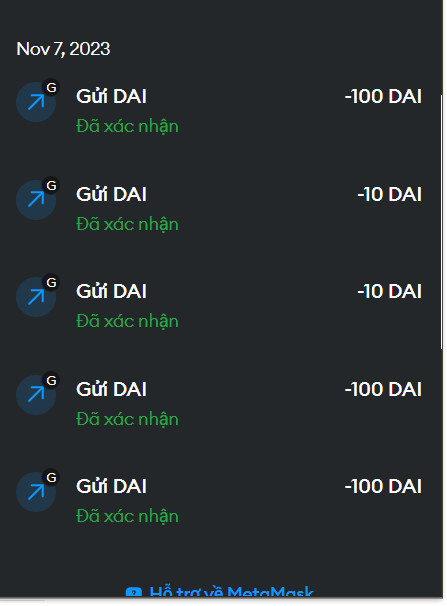 Nov 7, 2023
G
Gửi DAI -100 DAI
Đã xác nhận
G
Gửi DAI -10 DAI
Đã xác nhận
G
Gửi DAI -10 DAI
Đã xác nhận
G
Gửi DAI -100 DAI
Đã xác nhận
G
Gửi DAI -100 DAI
Đã xác nhận
Hỗ trợ về MetaMask